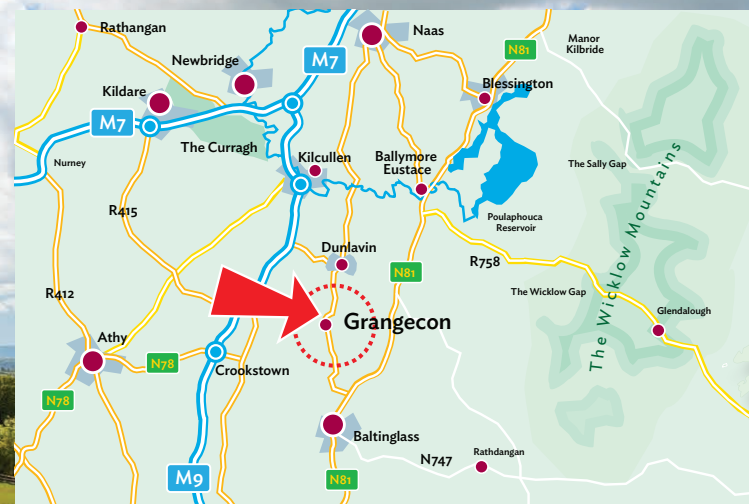 Rathangan
Naas
Manor
Kilbride
N81
Newbridge
M7
Blessington
Kildare
M7
The Curragh
Nurney
Kilcullen
Ballymore
Eustace
The Sally Gap
R415
Poulaphouca
Reservoir
The Wicklow Mountains
Dunlavin
N81
R758
R412
The Wicklow Gap
Glendalough
Grangecon
Athy
N78
Crookstown
N78
Baltinglass
N747
Rathdangan
M9
N81